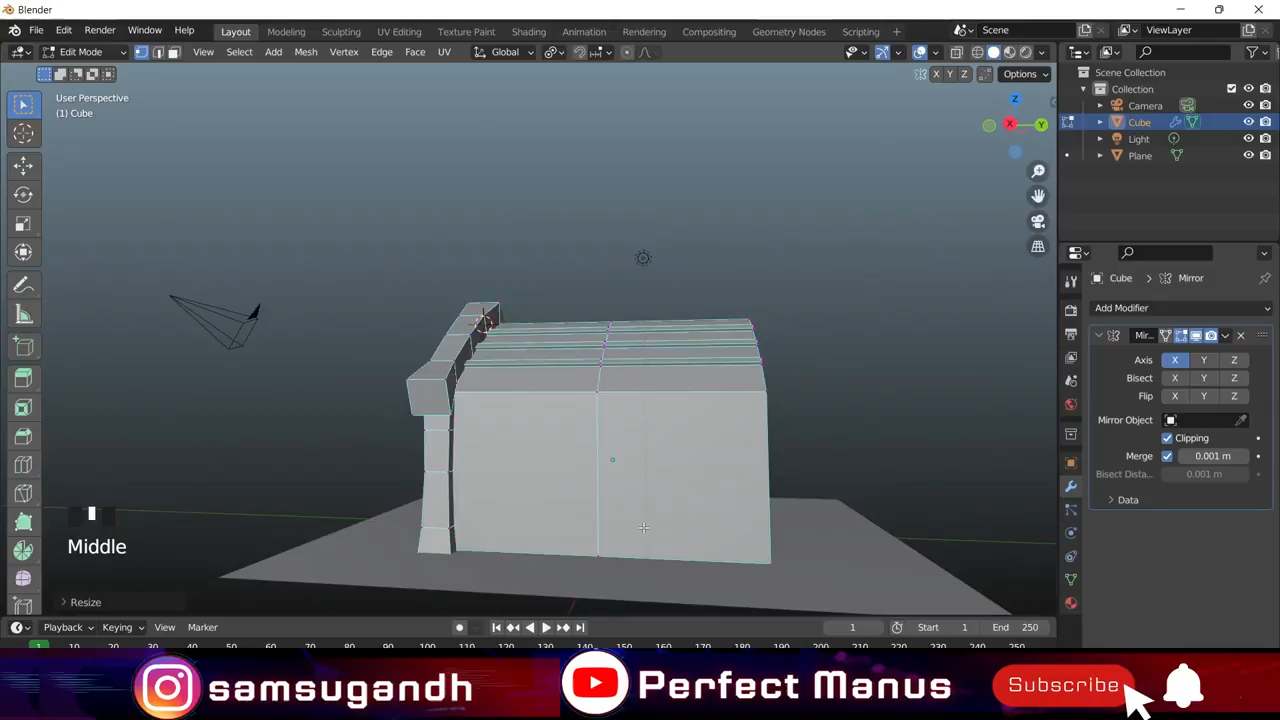 Blender
File Edit Render Window Help
Layout Modeling Sculpting UV Editing Texture Paint Shading Animation Rendering Compositing Geometry Nodes Scripting
Scene
ViewLayer
Edit Mode View Select Add Mesh Vertex Edge Face UV
Global
X Y Z Options
User Perspective
(1) Cube
Z
X
Y
Scene Collection
Collection
Camera
Cube
Light
Plane
Cube Mirror
Add Modifier
Mir...
Axis X Y Z
Bisect X Y Z
Flip X Y Z
Mirror Object
Clipping
Merge 0.001 m
Bisect Dista... 0.001 m
Data
Middle
Resize
Playback Keying View Marker
1 Start 1 End 250
samsugandh
Perfect Manus
Subscribe